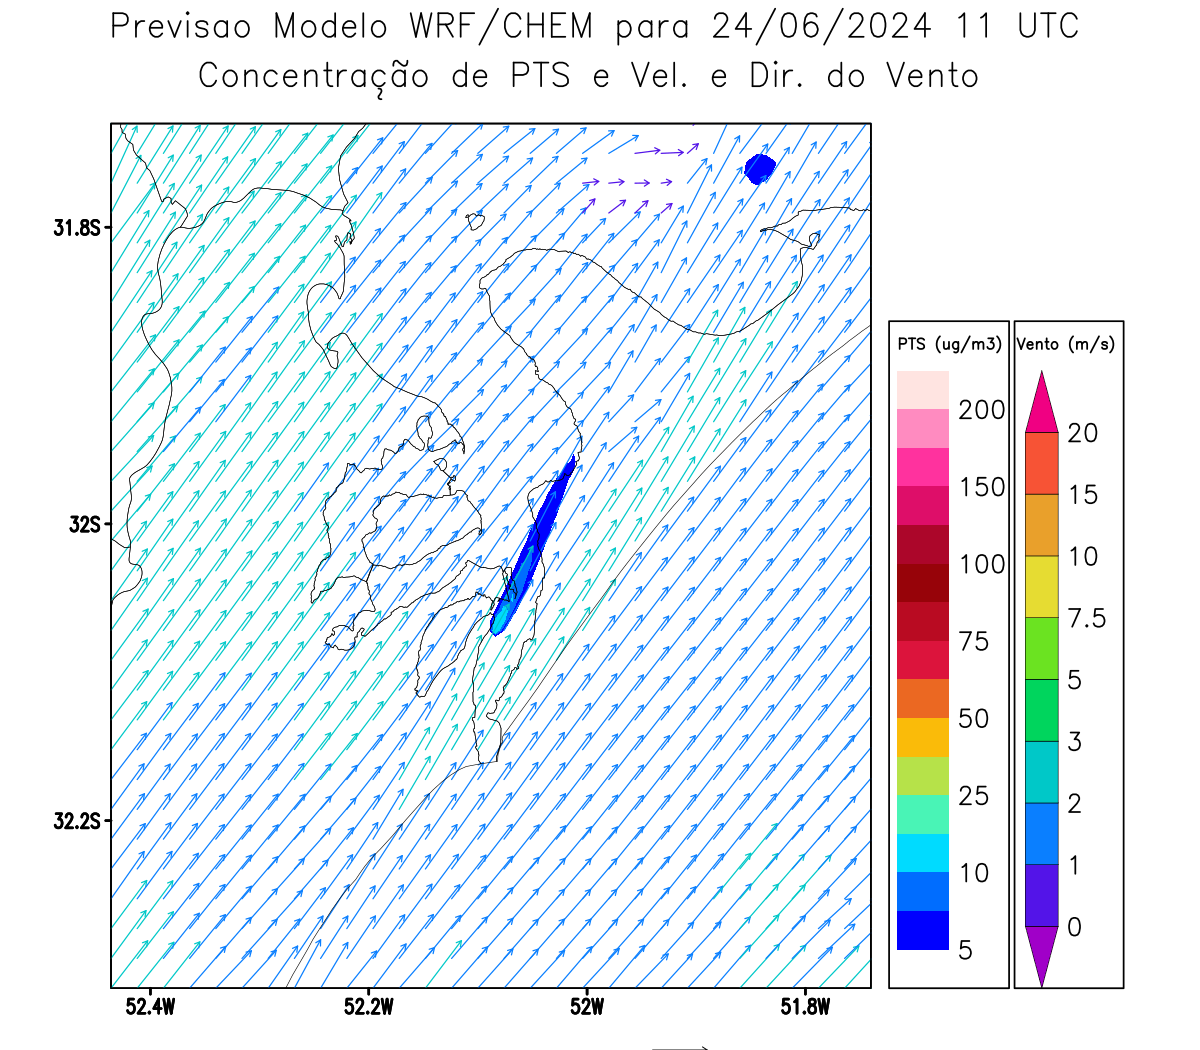 Previsao Modelo WRF/CHEM para 24/06/2024 11 UTC
Concentração de PTS e Vel. e Dir. do Vento
31.8S
32S
32.2S
52.4W 52.2W 52W 51.8W
PTS (ug/m3)
200
150
100
75
50
25
10
5
Vento (m/s)
20
15
10
7.5
5
3
2
1
0